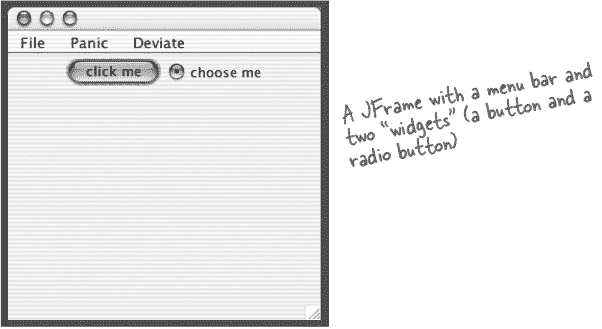 File Panic Deviate
click me choose me
A JFrame with a menu bar and
two “widgets” (a button and a
radio button)